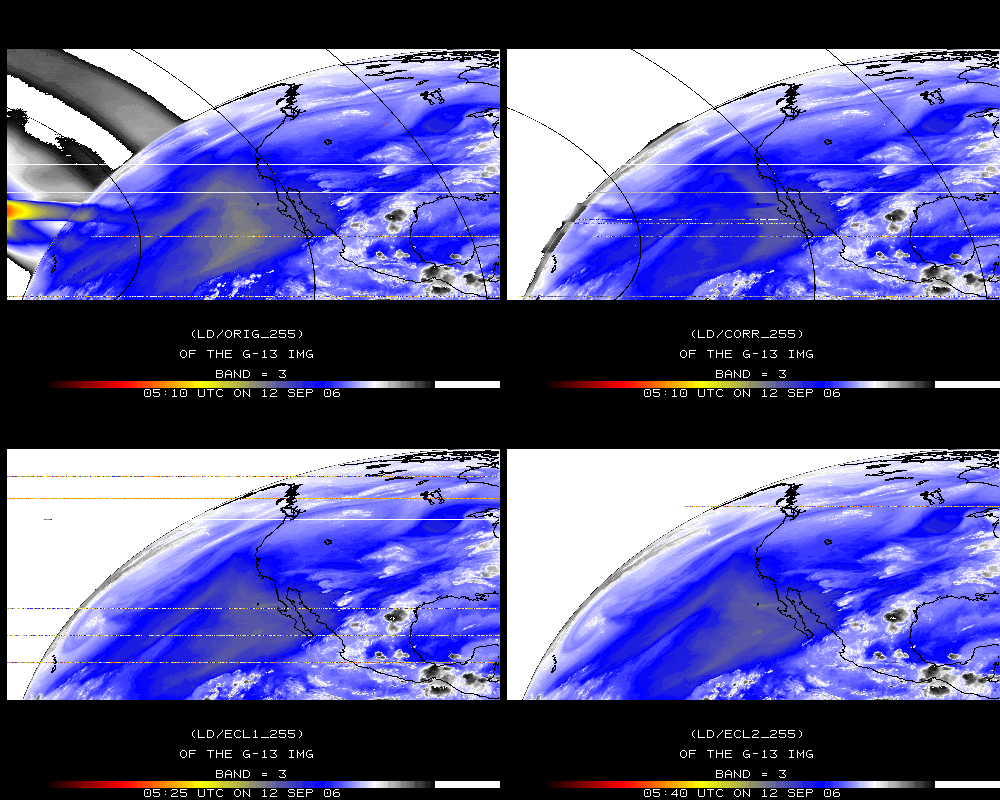 (LD/ORIG_255)
OF THE G-13 IMG
BAND = 3
05:10 UTC ON 12 SEP 06
(LD/CORR_255)
OF THE G-13 IMG
BAND = 3
05:10 UTC ON 12 SEP 06
(LD/ECL1_255)
OF THE G-13 IMG
BAND = 3
05:25 UTC ON 12 SEP 06
(LD/ECL2_255)
OF THE G-13 IMG
BAND = 3
05:40 UTC ON 12 SEP 06